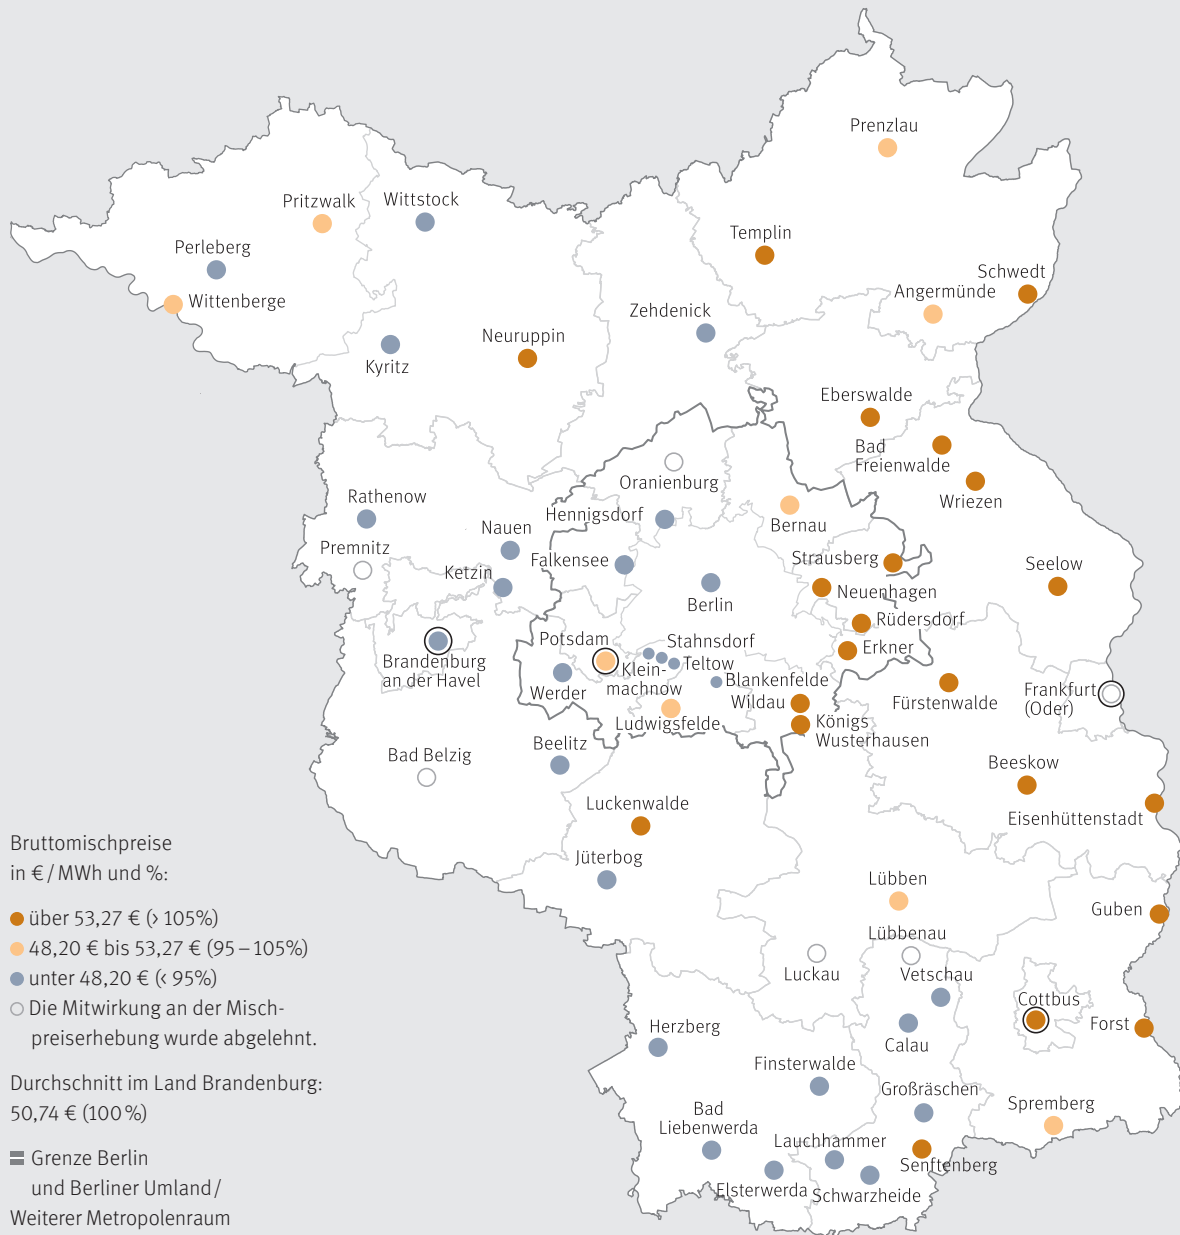 Prenzlau
Pritzwalk
Wittstock
Templin
Perleberg
Schwedt
Angermünde
Wittenberge
Zehdenick
Neuruppin
Kyritz
Eberswalde
Bad
Freienwalde
Wriezen
Oranienburg
Rathenow
Hennigsdorf
Bernau
Nauen
Premnitz
Falkensee
Strausberg
Seelow
Ketzin
Neuenhagen
Berlin
Rüdersdorf
Potsdam
Stahnsdorf
Erkner
Brandenburg
an der Havel
Klein-
machnow
Teltow
Blankenfelde
Werder
Wildau
Fürstenwalde
Frankfurt
(Oder)
Ludwigsfelde
Königs
Wusterhausen
Beelitz
Bad Belzig
Beeskow
Luckenwalde
Eisenhüttenstadt
Jüterbog
Lübben
Guben
Lübbenau
Luckau
Vetschau
Cottbus
Forst
Herzberg
Calau
Finsterwalde
Großräschen
Spremberg
Bad
Liebenwerda
Lauchhammer
Senftenberg
Elsterwerda
Schwarzheide
Bruttomischpreise
in € / MWh und %:
über 53,27 € (> 105%)
48,20 € bis 53,27 € (95 – 105%)
unter 48,20 € (< 95%)
Die Mitwirkung an der Misch-
preiserhebung wurde abgelehnt.
Durchschnitt im Land Brandenburg:
50,74 € (100 %)
Grenze Berlin
und Berliner Umland /
Weiterer Metropolenraum